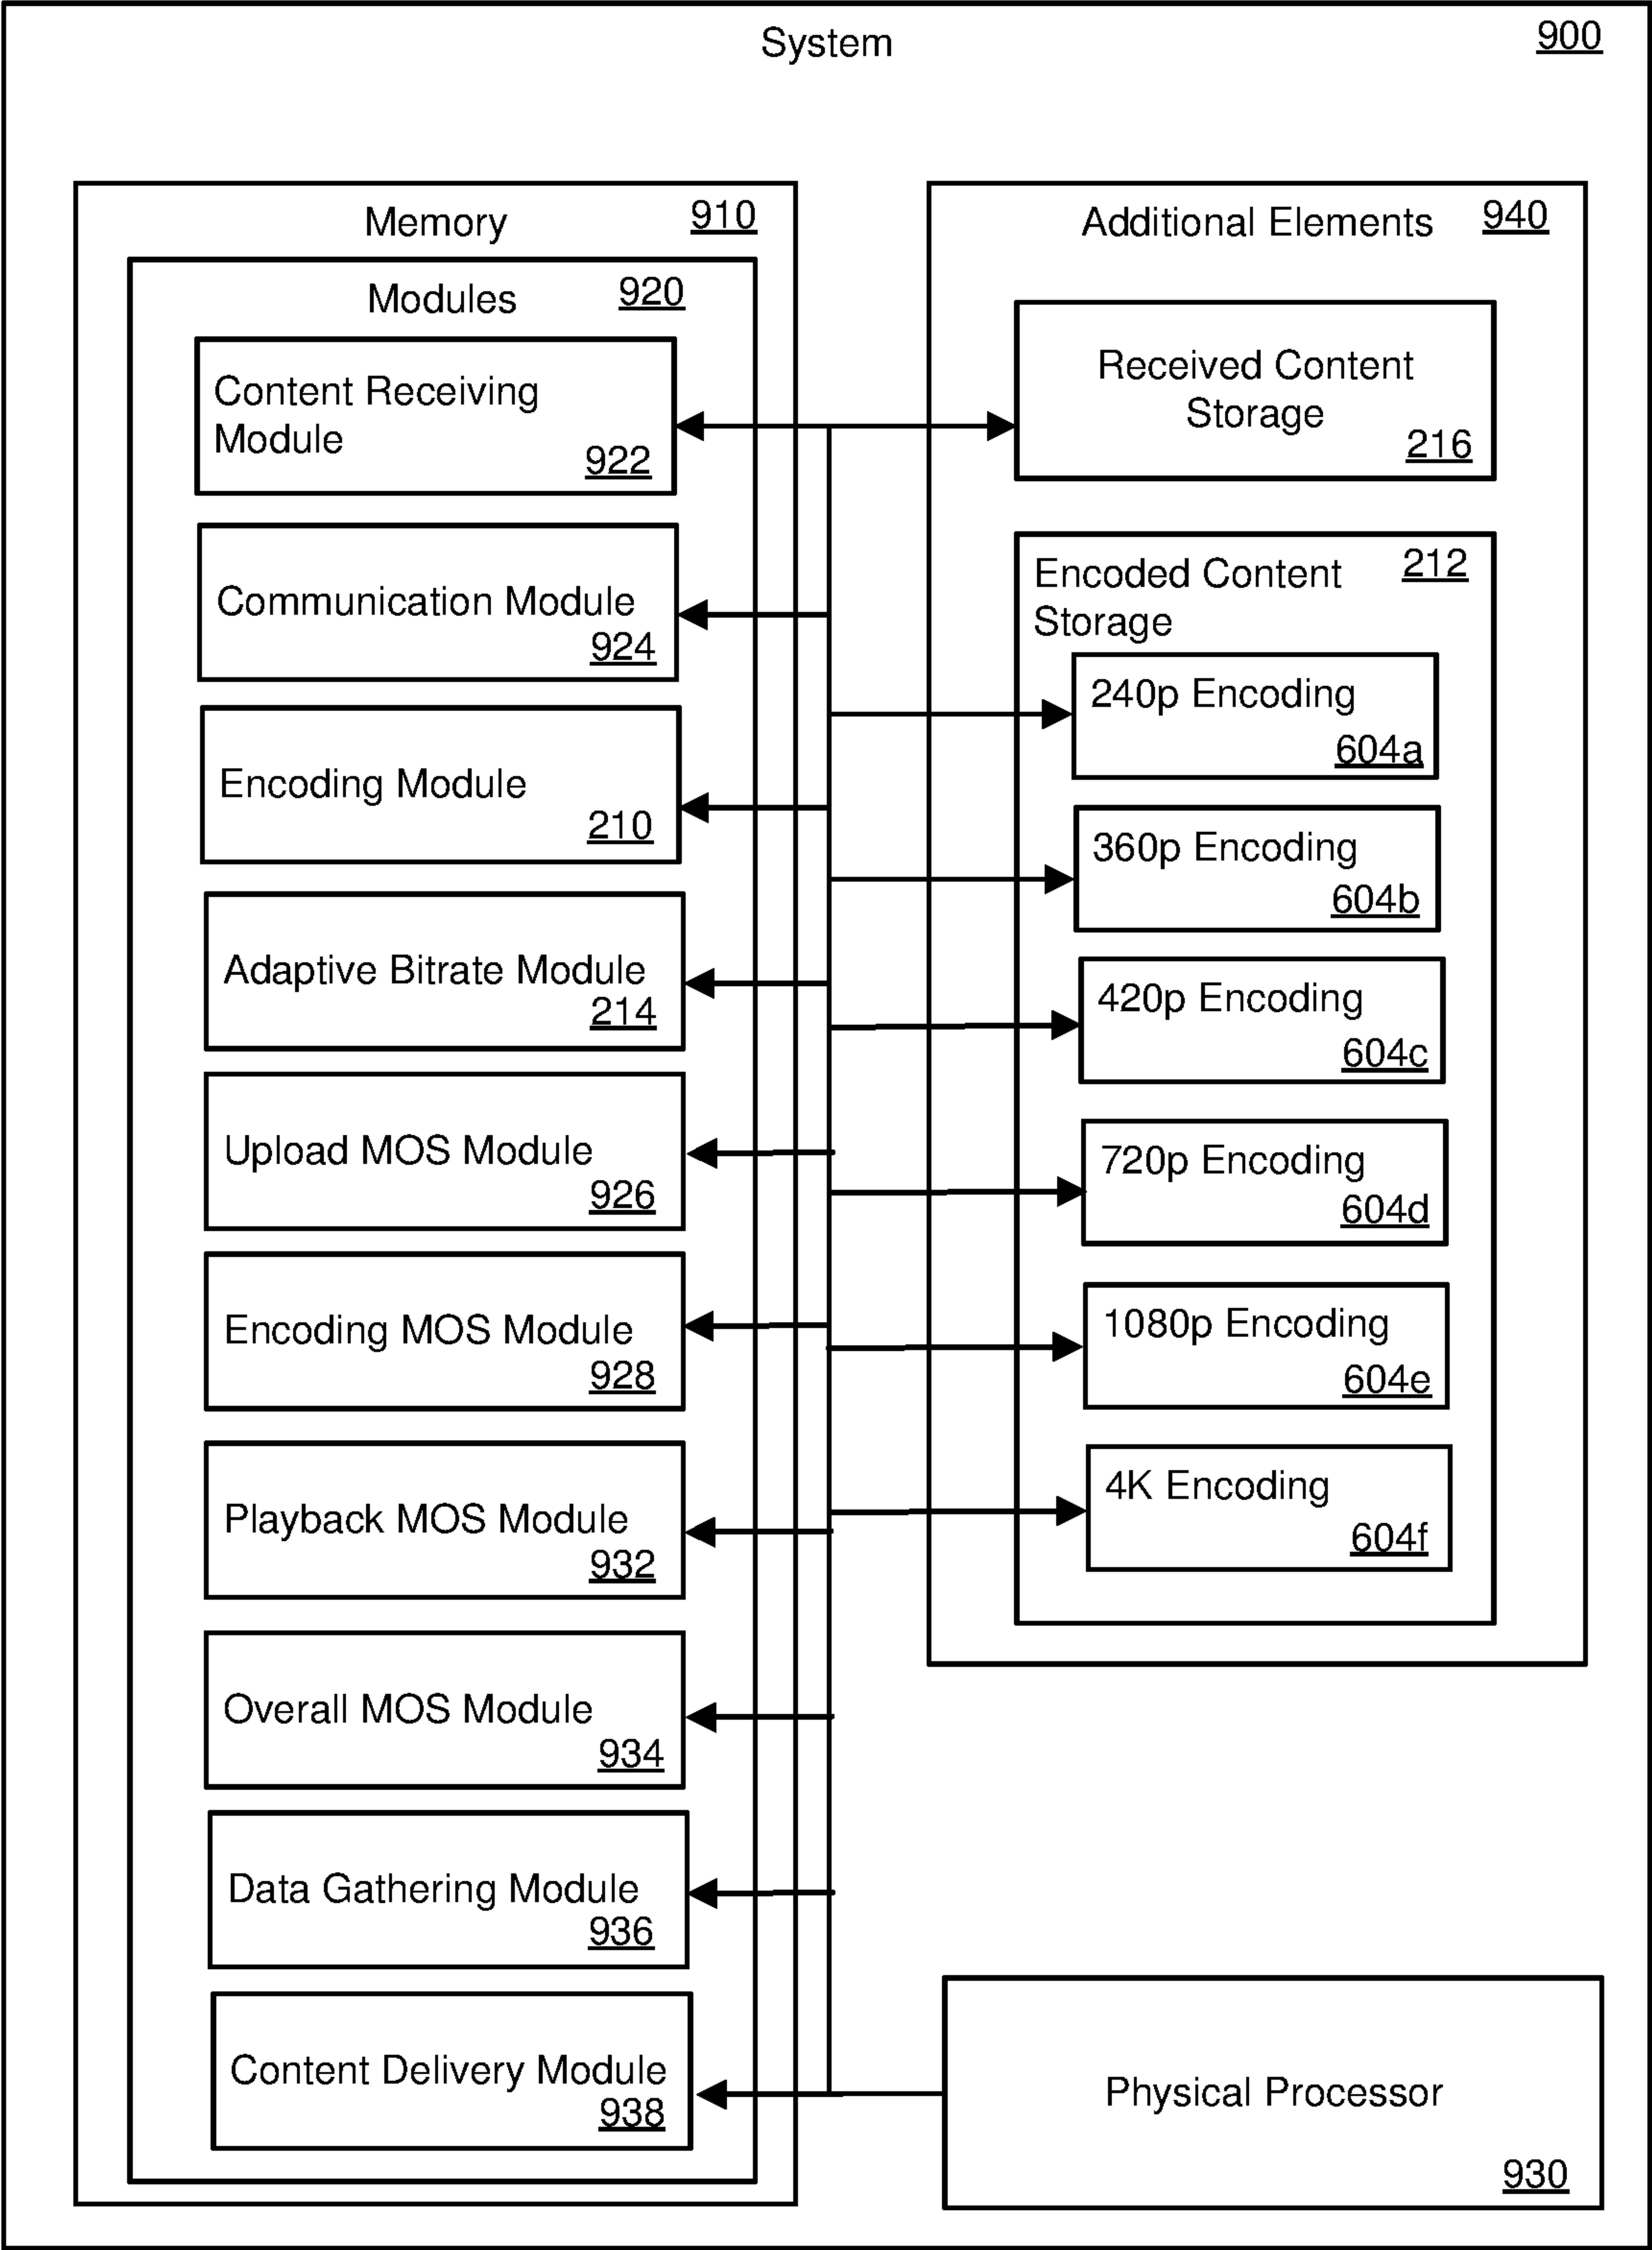 System 900
Memory 910
Modules 920
Content Receiving
Module
922
Communication Module
924
Encoding Module
210
Adaptive Bitrate Module
214
Upload MOS Module
926
Encoding MOS Module
928
Playback MOS Module
932
Overall MOS Module
934
Data Gathering Module
936
Content Delivery Module
938
Additional Elements 940
Received Content
Storage
216
Encoded Content 212
Storage
240p Encoding
604a
360p Encoding
604b
420p Encoding
604c
720p Encoding
604d
1080p Encoding
604e
4K Encoding
604f
Physical Processor
930